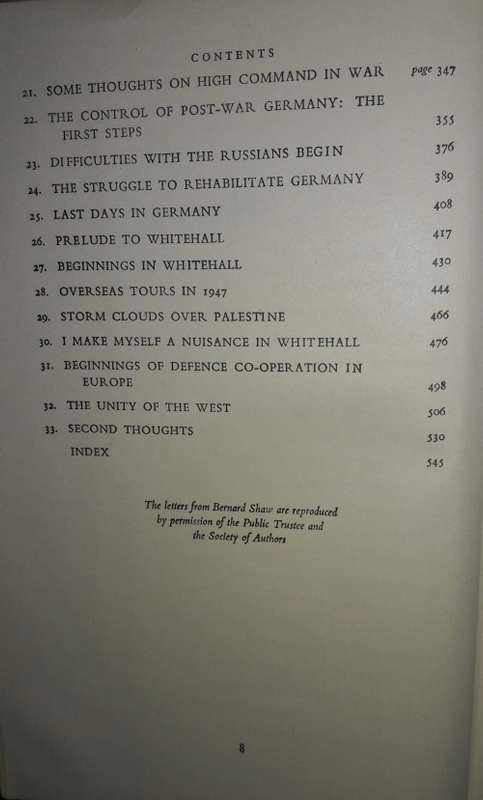 CONTENTS
21. SOME THOUGHTS ON HIGH COMMAND IN WAR page 347
22. THE CONTROL OF POST-WAR GERMANY: THE
FIRST STEPS 355
23. DIFFICULTIES WITH THE RUSSIANS BEGIN 376
24. THE STRUGGLE TO REHABILITATE GERMANY 389
25. LAST DAYS IN GERMANY 408
26. PRELUDE TO WHITEHALL 417
27. BEGINNINGS IN WHITEHALL 430
28. OVERSEAS TOURS IN 1947 444
29. STORM CLOUDS OVER PALESTINE 466
30. I MAKE MYSELF A NUISANCE IN WHITEHALL 476
31. BEGINNINGS OF DEFENCE CO-OPERATION IN
EUROPE 498
32. THE UNITY OF THE WEST 506
33. SECOND THOUGHTS 530
INDEX 545
The letters from Bernard Shaw are reproduced
by permission of the Public Trustee and
the Society of Authors
8